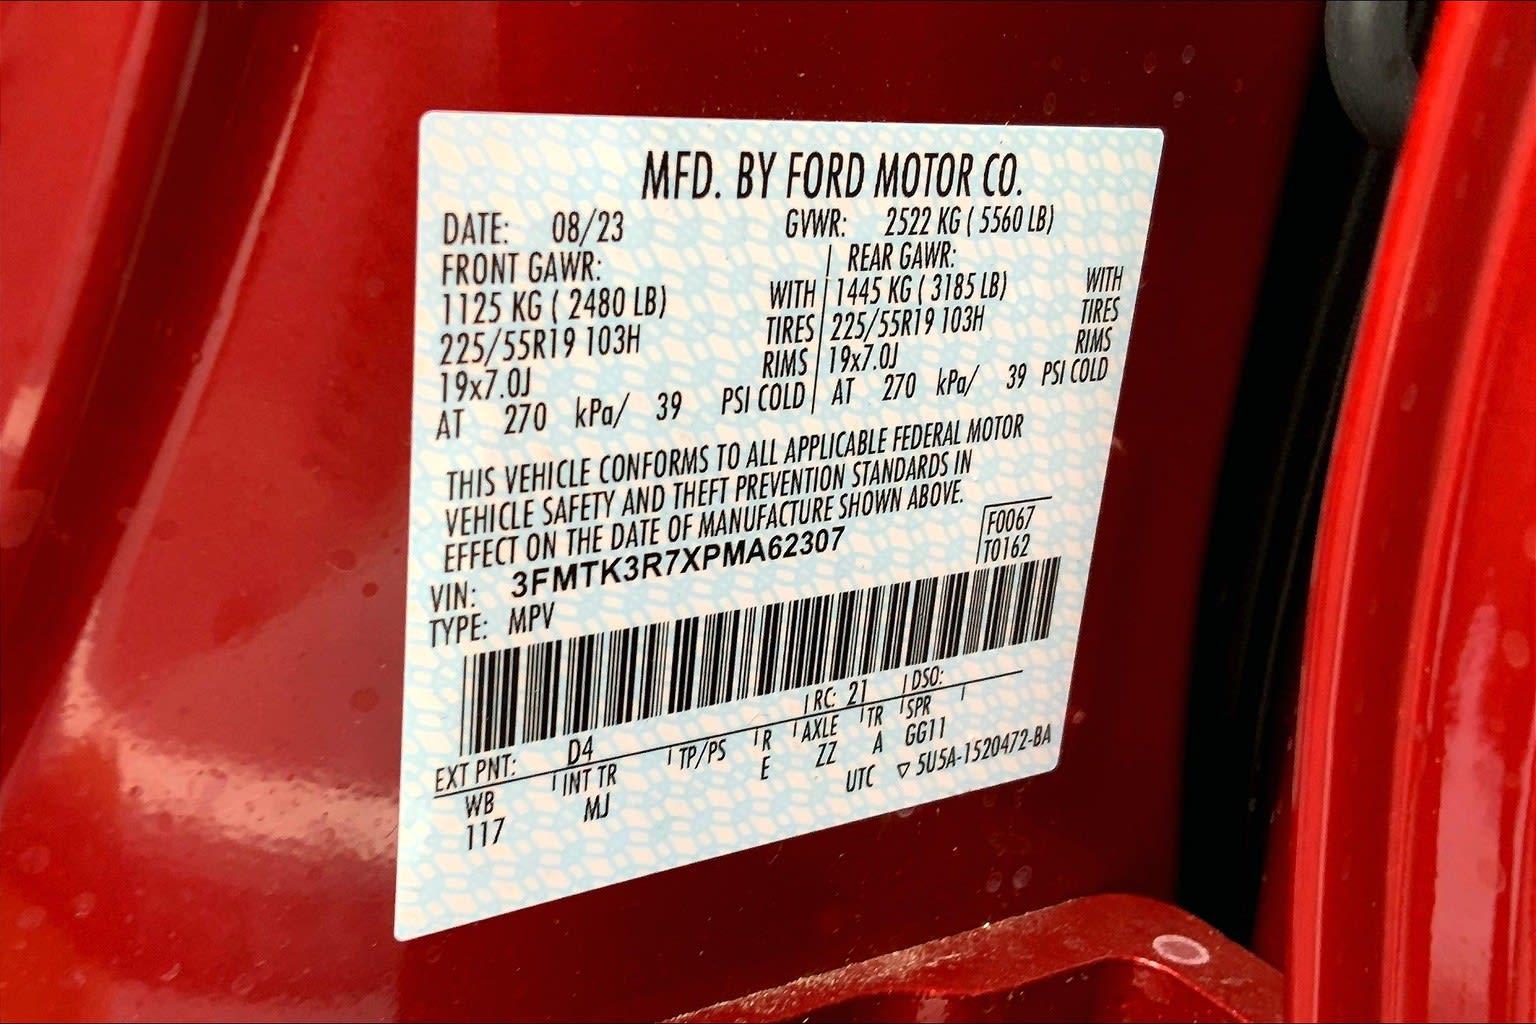 MFD. BY FORD MOTOR CO.
DATE: 08/23 GVWR: 2522 KG ( 5560 LB)
FRONT GAWR: REAR GAWR:
1125 KG ( 2480 LB) WITH 1445 KG ( 3185 LB) WITH
225/55R19 103H TIRES 225/55R19 103H TIRES
19x7.0J RIMS 19x7.0J RIMS
AT 270 kPa/ 39 PSI COLD AT 270 kPa/ 39 PSI COLD
THIS VEHICLE CONFORMS TO ALL APPLICABLE FEDERAL MOTOR
VEHICLE SAFETY AND THEFT PREVENTION STANDARDS IN
EFFECT ON THE DATE OF MANUFACTURE SHOWN ABOVE.
VIN: 3FMTK3R7XPMA62307 F0067
TYPE: MPV T0162
EXT PNT: D4 RC: 21 DSO:
WB INT TR TP/PS R AXLE TR SPR
117 MJ E ZZ A GG11
UTC ▽ 5U5A-1520472-BA